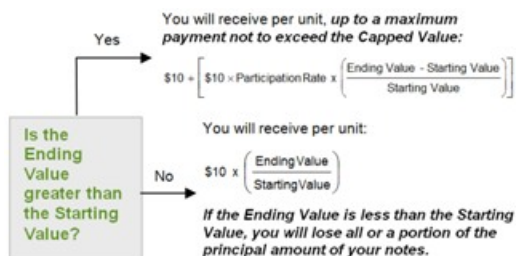 You will receive per unit, up to a maximum
payment not to exceed the Capped Value:
Yes
$10 + [ $10 × Participation Rate x ( Ending Value - Starting Value / Starting Value ) ]
Is the
Ending
Value
greater than
the Starting
Value?
No
You will receive per unit:
$10 x ( Ending Value / Starting Value )
If the Ending Value is less than the Starting
Value, you will lose all or a portion of the
principal amount of your notes.